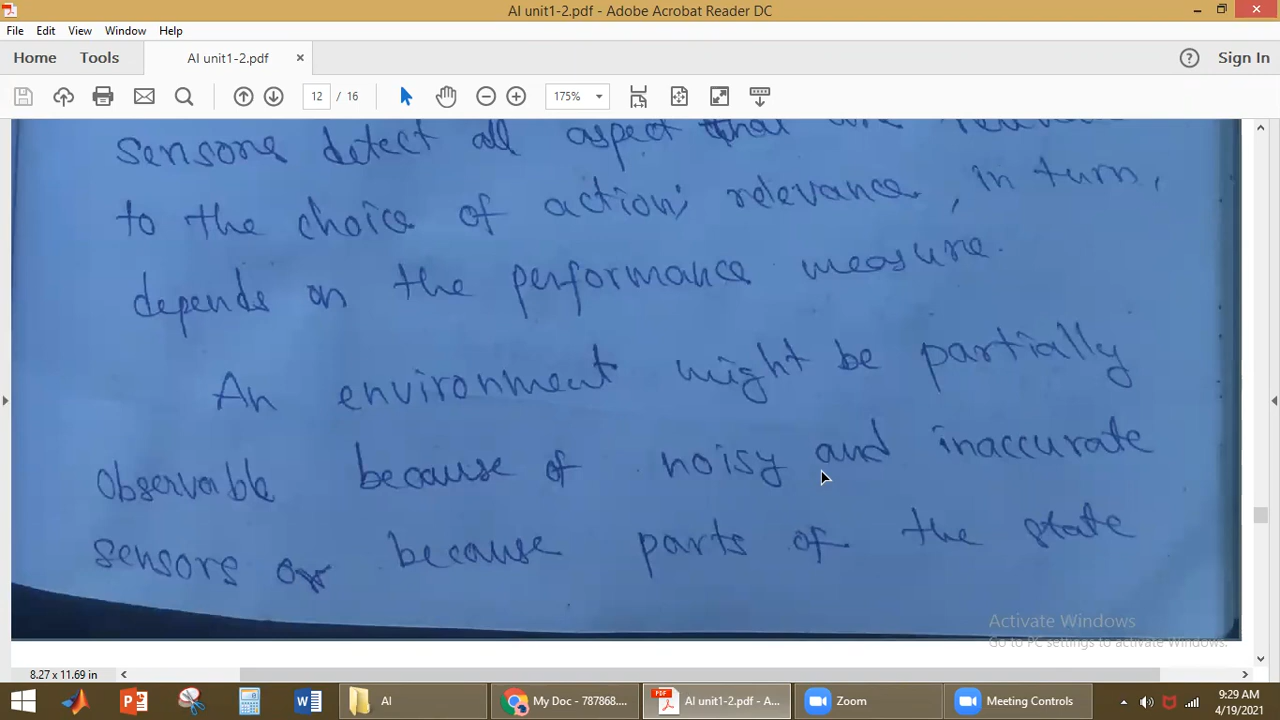 AI unit1-2.pdf - Adobe Acrobat Reader DC
File Edit View Window Help
Home Tools AI unit1-2.pdf × Sign In
12 / 16 175%
sensors detect all aspect that are
to the choice of action; relevance, in turn,
depends on the performance measure.
An environment might be partially
observable because of noisy and inaccurate
sensors or because parts of the state
Activate Windows
Go to PC settings to activate Windows.
8.27 x 11.69 in
AI My Doc - 787868.... AI unit1-2.pdf - A... Zoom Meeting Controls 9:29 AM
4/19/2021